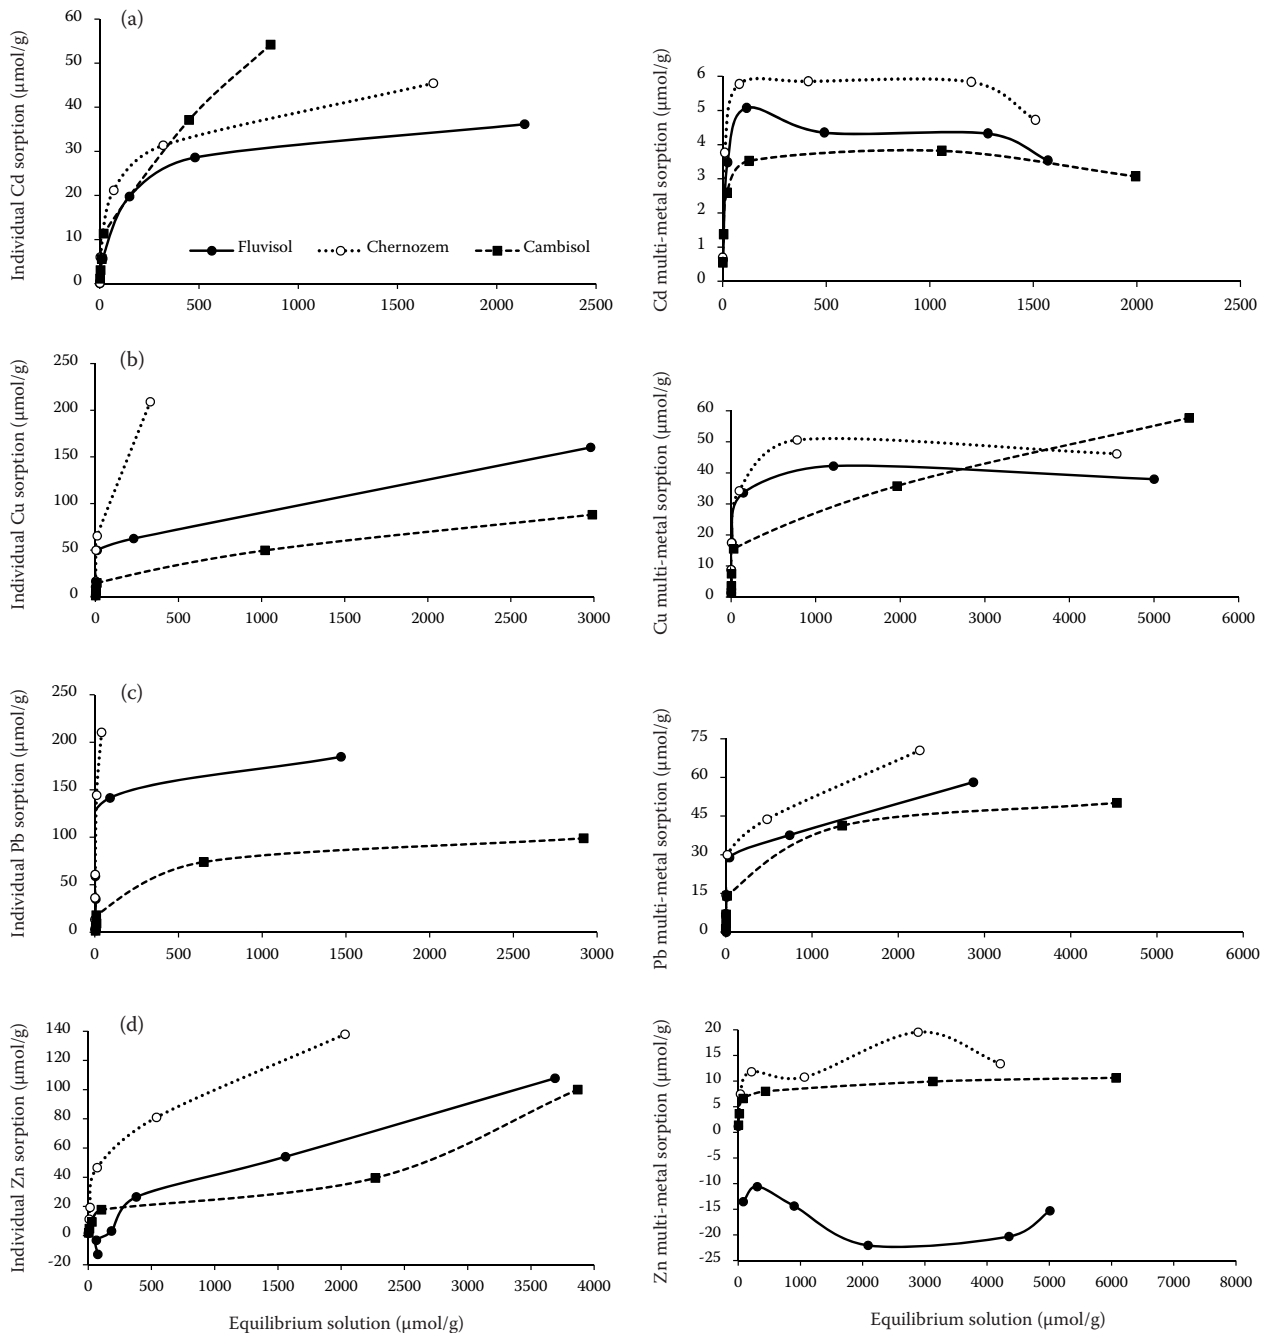 (a)
Individual Cd sorption (µmol/g)
60
50
40
30
20
10
0
Fluvisol Chernozem Cambisol
0 500 1000 1500 2000 2500
Cd multi-metal sorption (µmol/g)
6
5
4
3
2
1
0
0 500 1000 1500 2000 2500
(b)
Individual Cu sorption (µmol/g)
250
200
150
100
50
0
0 500 1000 1500 2000 2500 3000
Cu multi-metal sorption (µmol/g)
60
50
40
30
20
10
0
0 1000 2000 3000 4000 5000 6000
(c)
Individual Pb sorption (µmol/g)
250
200
150
100
50
0
0 500 1000 1500 2000 2500 3000
Pb multi-metal sorption (µmol/g)
75
60
45
30
15
0
0 1000 2000 3000 4000 5000 6000
(d)
Individual Zn sorption (µmol/g)
140
120
100
80
60
40
20
0
-20
0 500 1000 1500 2000 2500 3000 3500 4000
Equilibrium solution (µmol/g)
Zn multi-metal sorption (µmol/g)
20
15
10
5
0
-5
-10
-15
-20
-25
0 1000 2000 3000 4000 5000 6000 7000 8000
Equilibrium solution (µmol/g)